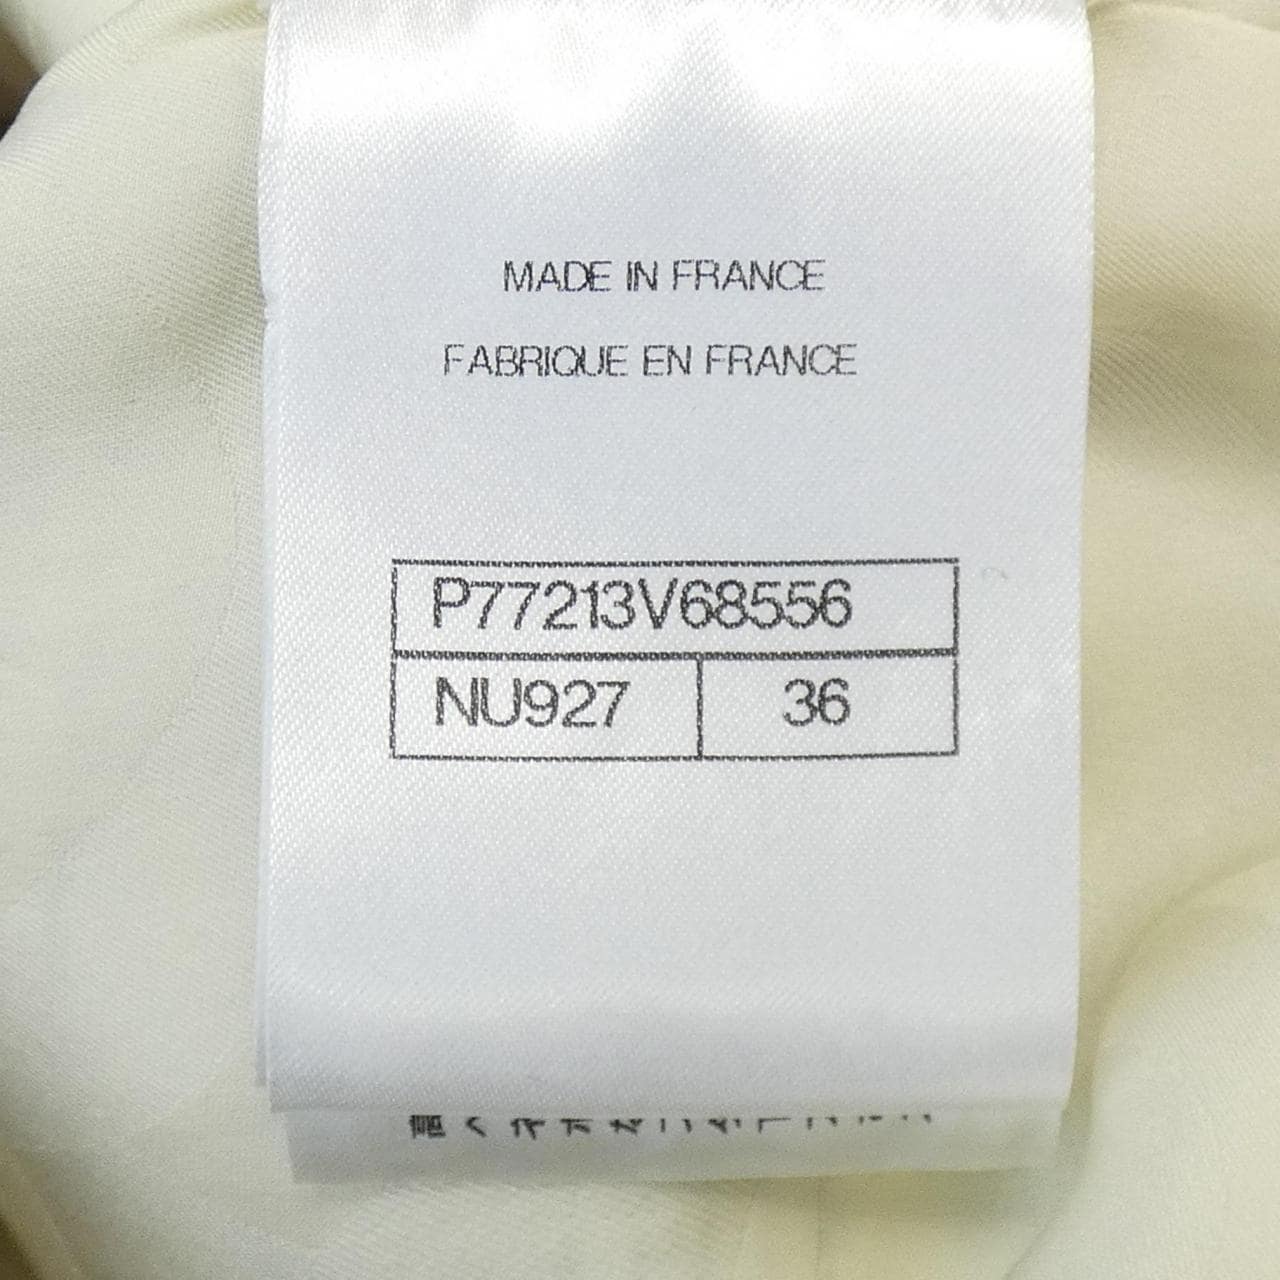 MADE IN FRANCE
FABRIQUE EN FRANCE
P77213V68556
NU927 36